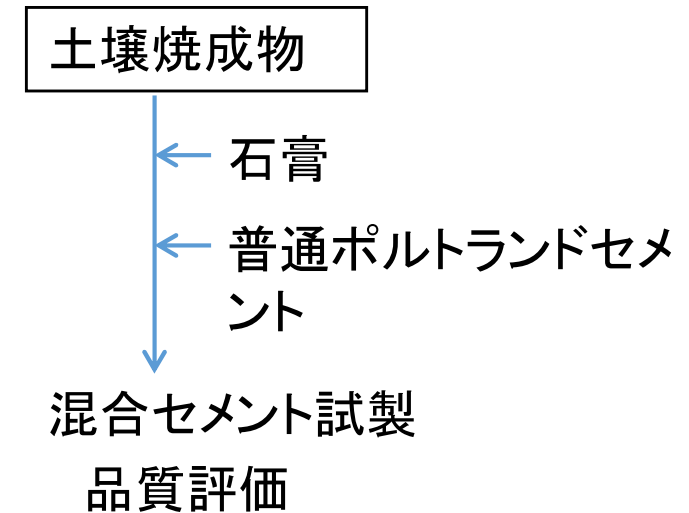 土壌焼成物
石膏
普通ポルトランドセメ
ント
混合セメント試製
品質評価